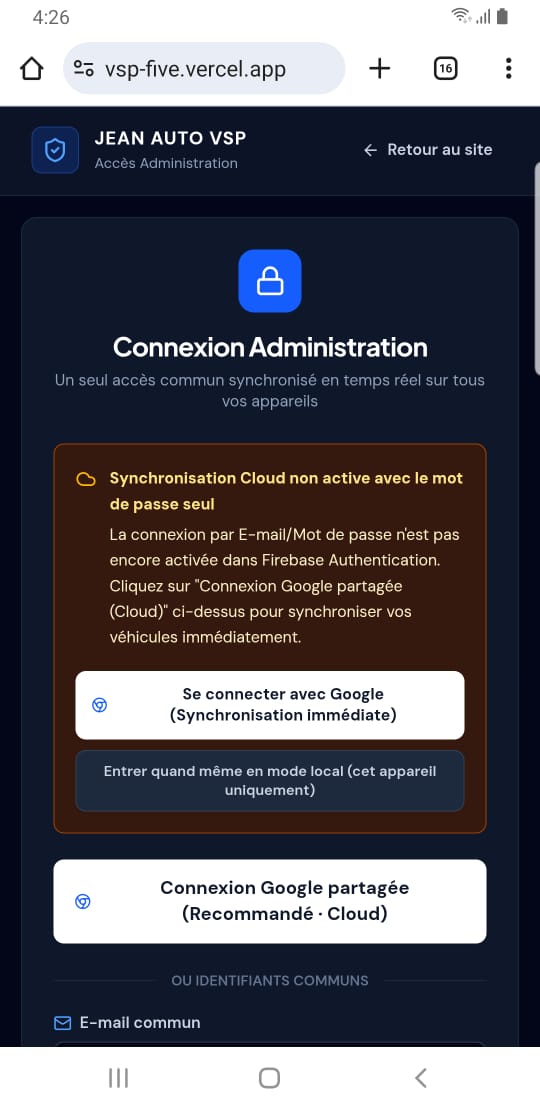 4:26
vsp-five.vercel.app
16
JEAN AUTO VSP
Accès Administration
Retour au site
Connexion Administration
Un seul accès commun synchronisé en temps réel sur tous
vos appareils
Synchronisation Cloud non active avec le mot
de passe seul
La connexion par E-mail/Mot de passe n'est pas
encore activée dans Firebase Authentication.
Cliquez sur "Connexion Google partagée
(Cloud)" ci-dessus pour synchroniser vos
véhicules immédiatement.
Se connecter avec Google
(Synchronisation immédiate)
Entrer quand même en mode local (cet appareil
uniquement)
Connexion Google partagée
(Recommandé · Cloud)
OU IDENTIFIANTS COMMUNS
E-mail commun